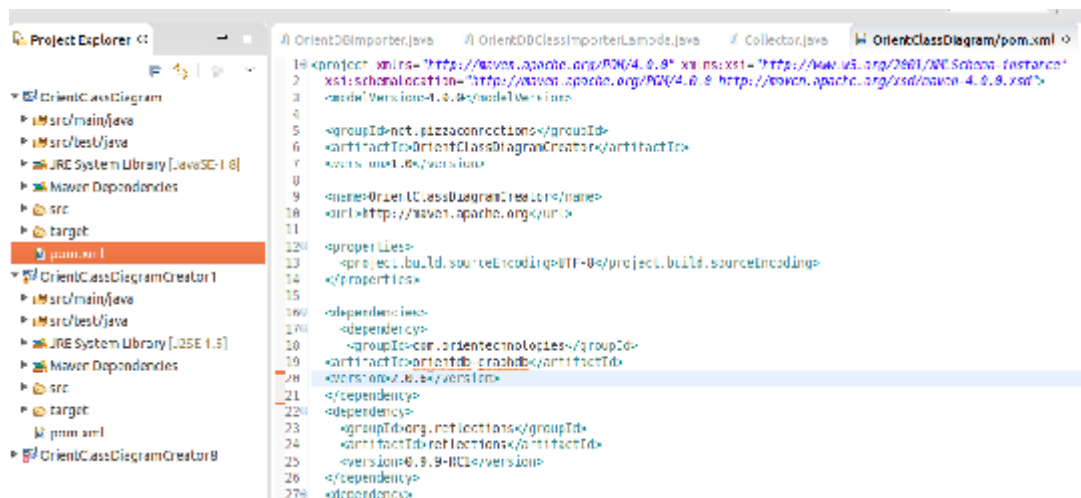 Project Explorer
OrientDBImporter.java OrientDBClassImporterLambda.java Collector.java OrientClassDiagram/pom.xml
OrientClassDiagram
src/main/java
src/test/java
JRE System Library [JavaSE-1.8]
Maven Dependencies
src
target
pom.xml
OrientClassDiagramCreator1
src/main/java
src/test/java
JRE System Library [J2SE-1.5]
Maven Dependencies
src
target
pom.xml
OrientClassDiagramCreator8
1 <project xmlns="http://maven.apache.org/POM/4.0.0" xmlns:xsi="http://www.w3.org/2001/XMLSchema-instance"
2 xsi:schemaLocation="http://maven.apache.org/POM/4.0.0 http://maven.apache.org/xsd/maven-4.0.0.xsd">
3 <modelVersion>4.0.0</modelVersion>
4
5 <groupId>net.pizzaconnections</groupId>
6 <artifactId>OrientClassDiagramCreator</artifactId>
7 <version>1.0</version>
8
9 <name>OrientClassDiagramCreator</name>
10 <url>http://maven.apache.org</url>
11
12 <properties>
13 <project.build.sourceEncoding>UTF-8</project.build.sourceEncoding>
14 </properties>
15
16 <dependencies>
17 <dependency>
18 <groupId>com.orientechnologies</groupId>
19 <artifactId>orientdb-graphdb</artifactId>
20 <version>2.0.6</version>
21 </dependency>
22 <dependency>
23 <groupId>org.reflections</groupId>
24 <artifactId>reflections</artifactId>
25 <version>0.9.9-RC1</version>
26 </dependency>
27 <dependency>